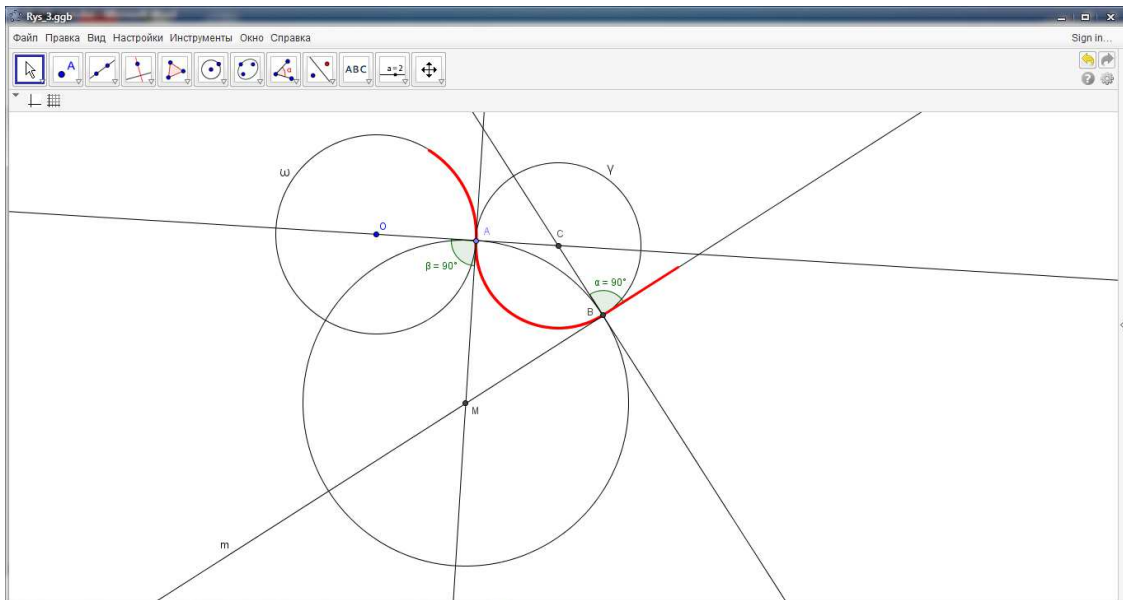 Rys_3.ggb
Файл Правка Вид Настройки Инструменты Окно Справка
Sign in...
A
ABC
a=2
ω
γ
O
A
C
β = 90°
α = 90°
B
M
m